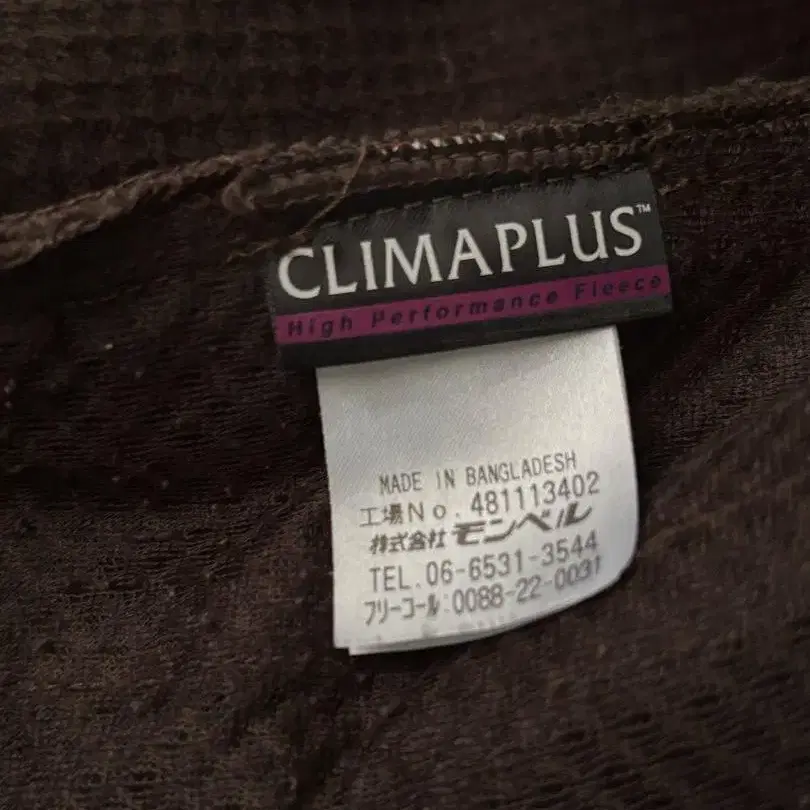 CLIMAPLUS™
High Performance Fleece
MADE IN BANGLADESH
工場No.481113402
株式会社モンベル
TEL.06-6531-3544
フリーコール:0088-22-0031